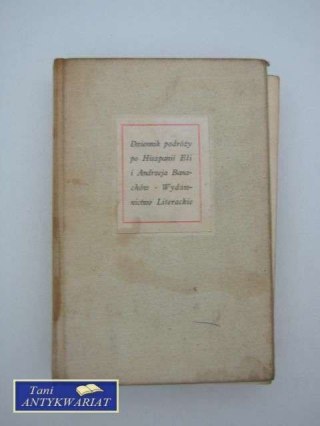 Dziennik podróży
po Hiszpanii Eli
i Andrzeja Bana-
chów - Wydaw-
nictwo Literackie
Tani
ANTYKWARIAT